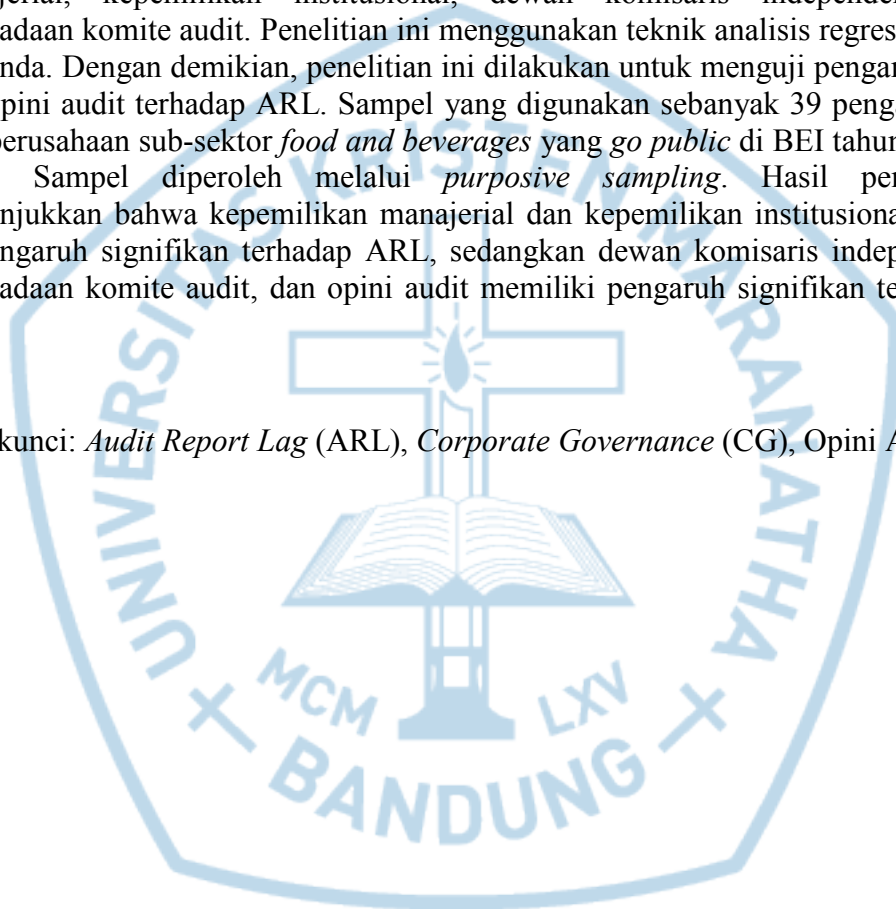 jerial, kepemilikan institusional, dewan komisaris independe
adaan komite audit. Penelitian ini menggunakan teknik analisis regres
nda. Dengan demikian, penelitian ini dilakukan untuk menguji pengar
opini audit terhadap ARL. Sampel yang digunakan sebanyak 39 penga
perusahaan sub-sektor food and beverages yang go public di BEI tahun
Sampel diperoleh melalui purposive sampling. Hasil pen
njukkan bahwa kepemilikan manajerial dan kepemilikan institusiona
ngaruh signifikan terhadap ARL, sedangkan dewan komisaris indep
adaan komite audit, dan opini audit memiliki pengaruh signifikan te
kunci: Audit Report Lag (ARL), Corporate Governance (CG), Opini A
UNIVERSITAS KRISTEN MARANATHA
MCM LXV
BANDUNG